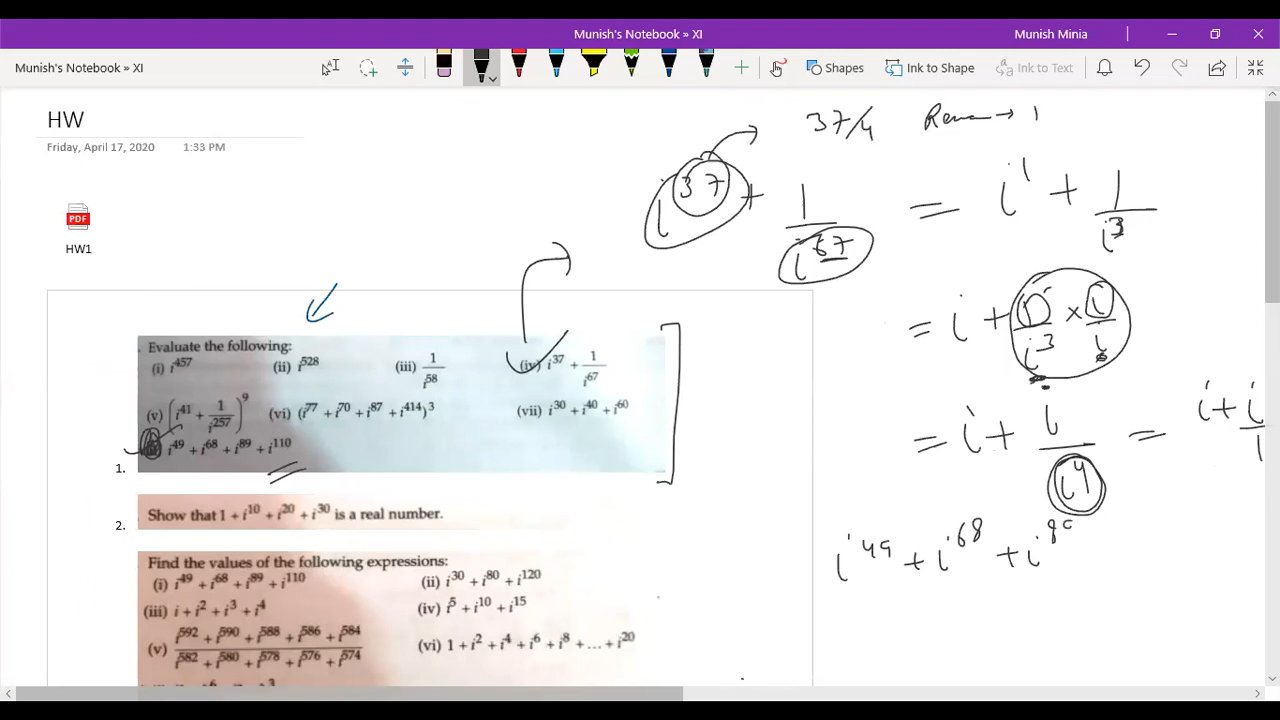 Munish's Notebook » XI
Munish Minia
Munish's Notebook » XI
Shapes
Ink to Shape
Ink to Text
HW
Friday, April 17, 2020 1:33 PM
PDF
HW1
37/4 Rem → 1
i^37 + 1/i^67 = i^1 + 1/i^3
= i + 1/i^3 × i/i
= i + i/i^4 = i + i/1
i^49 + i^68 + i^89
Evaluate the following:
(i) i^457 (ii) i^528 (iii) 1/i^58 (iv) i^37 + 1/i^67
(v) (i^41 + 1/i^257)^9 (vi) (i^77 + i^70 + i^87 + i^414)^3 (vii) i^30 + i^40 + i^60
i^49 + i^68 + i^89 + i^110
1.
Show that 1 + i^10 + i^20 + i^30 is a real number.
2.
Find the values of the following expressions:
(i) i^49 + i^68 + i^89 + i^110 (ii) i^30 + i^80 + i^120
(iii) i + i^2 + i^3 + i^4 (iv) i^5 + i^10 + i^15
(v) (i^592 + i^590 + i^588 + i^586 + i^584)/(i^582 + i^580 + i^578 + i^576 + i^574) (vi) 1 + i^2 + i^4 + i^6 + i^8 + ... + i^20